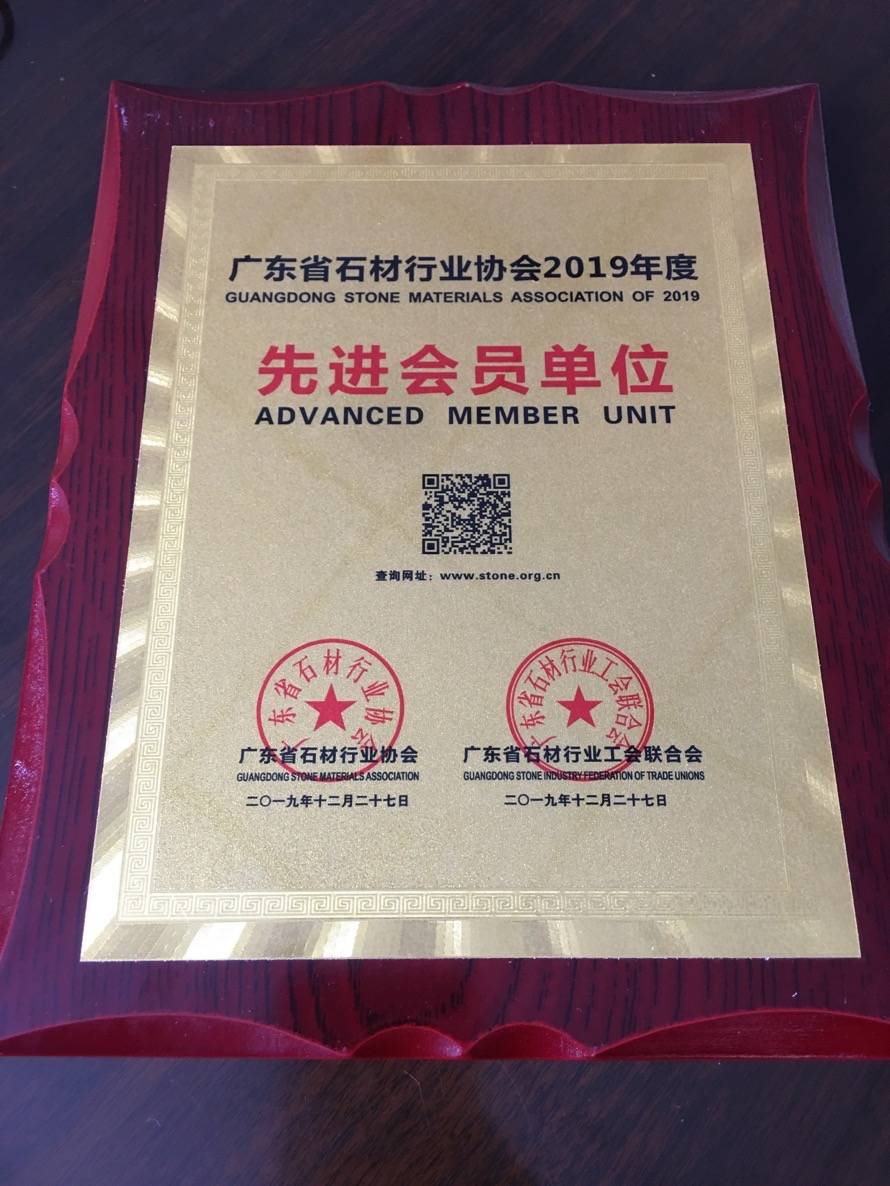 广东省石材行业协会2019年度
GUANGDONG STONE MATERIALS ASSOCIATION OF 2019
先进会员单位
ADVANCED MEMBER UNIT
查询网址：www.stone.org.cn
广东省石材行业协会
广东省石材行业工会联合会
广东省石材行业协会
GUANGDONG STONE MATERIALS ASSOCIATION
二〇一九年十二月二十七日
广东省石材行业工会联合会
GUANGDONG STONE INDUSTRY FEDERATION OF TRADE UNIONS
二〇一九年十二月二十七日